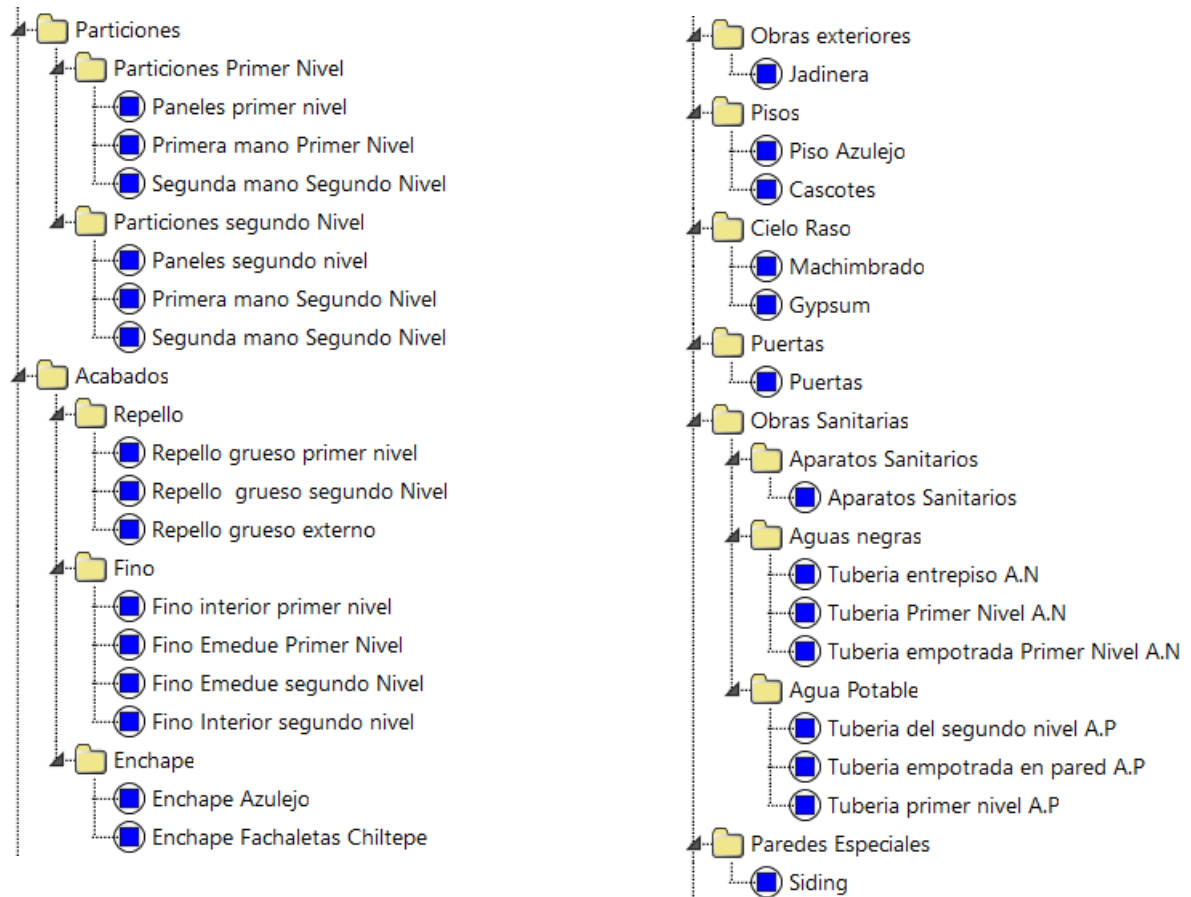 Particiones
Particiones Primer Nivel
Paneles primer nivel
Primera mano Primer Nivel
Segunda mano Segundo Nivel
Particiones segundo Nivel
Paneles segundo nivel
Primera mano Segundo Nivel
Segunda mano Segundo Nivel
Acabados
Repello
Repello grueso primer nivel
Repello grueso segundo Nivel
Repello grueso externo
Fino
Fino interior primer nivel
Fino Emedue Primer Nivel
Fino Emedue segundo Nivel
Fino Interior segundo nivel
Enchape
Enchape Azulejo
Enchape Fachaletas Chiltepe
Obras exteriores
Jadinera
Pisos
Piso Azulejo
Cascotes
Cielo Raso
Machimbrado
Gypsum
Puertas
Puertas
Obras Sanitarias
Aparatos Sanitarios
Aparatos Sanitarios
Aguas negras
Tuberia entrepiso A.N
Tuberia Primer Nivel A.N
Tuberia empotrada Primer Nivel A.N
Agua Potable
Tuberia del segundo nivel A.P
Tuberia empotrada en pared A.P
Tuberia primer nivel A.P
Paredes Especiales
Siding